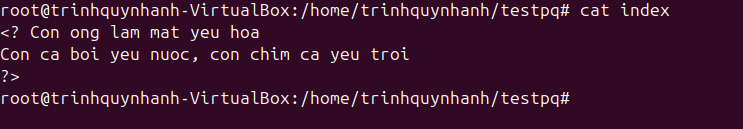 root@trinhquynhanh-VirtualBox:/home/trinhquynhanh/testpq# cat index
<? Con ong lam mat yeu hoa
Con ca boi yeu nuoc, con chim ca yeu troi
?>
root@trinhquynhanh-VirtualBox:/home/trinhquynhanh/testpq#